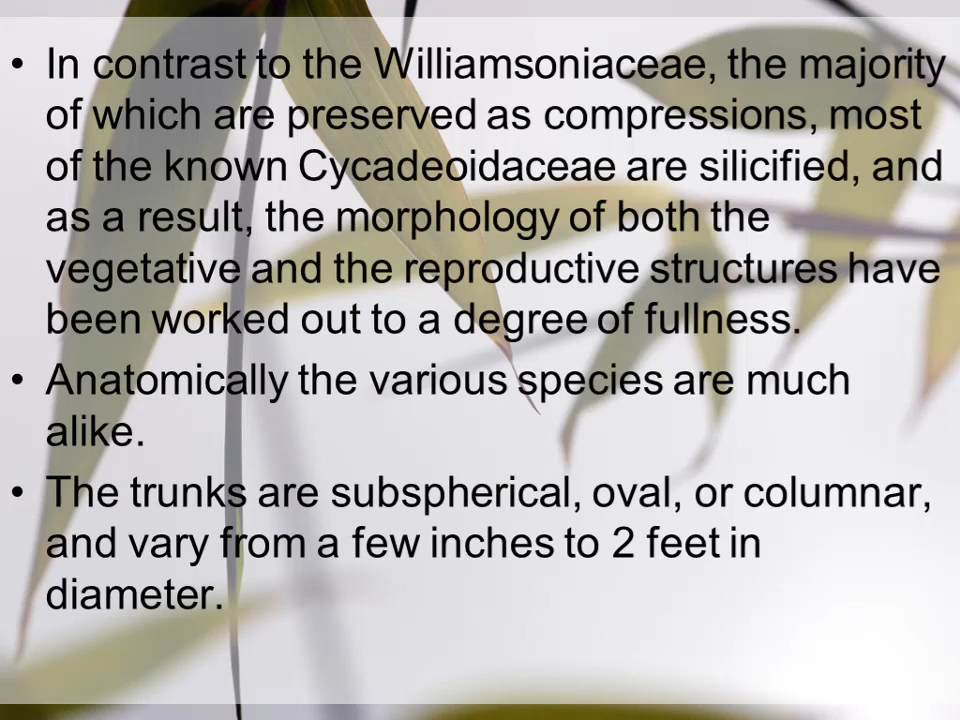 • In contrast to the Williamsoniaceae, the majority
of which are preserved as compressions, most
of the known Cycadeoidaceae are silicified, and
as a result, the morphology of both the
vegetative and the reproductive structures have
been worked out to a degree of fullness.
• Anatomically the various species are much
alike.
• The trunks are subspherical, oval, or columnar,
and vary from a few inches to 2 feet in
diameter.